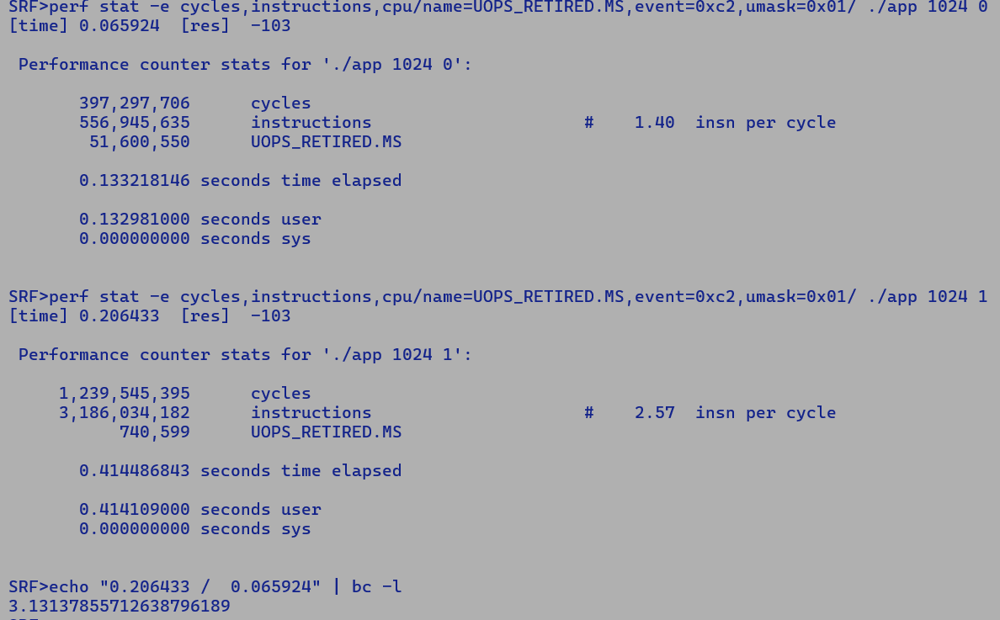 SRF>perf stat -e cycles,instructions,cpu/name=UOPS_RETIRED.MS,event=0xc2,umask=0x01/ ./app 1024 0
[time] 0.065924  [res]  -103
Performance counter stats for './app 1024 0':
397,297,706      cycles
556,945,635      instructions                     #    1.40  insn per cycle
51,600,550      UOPS_RETIRED.MS
0.133218146 seconds time elapsed
0.132981000 seconds user
0.000000000 seconds sys
SRF>perf stat -e cycles,instructions,cpu/name=UOPS_RETIRED.MS,event=0xc2,umask=0x01/ ./app 1024 1
[time] 0.206433  [res]  -103
Performance counter stats for './app 1024 1':
1,239,545,395      cycles
3,186,034,182      instructions                     #    2.57  insn per cycle
740,599      UOPS_RETIRED.MS
0.414486843 seconds time elapsed
0.414109000 seconds user
0.000000000 seconds sys
SRF>echo "0.206433 /  0.065924" | bc -l
3.13137855712638796189